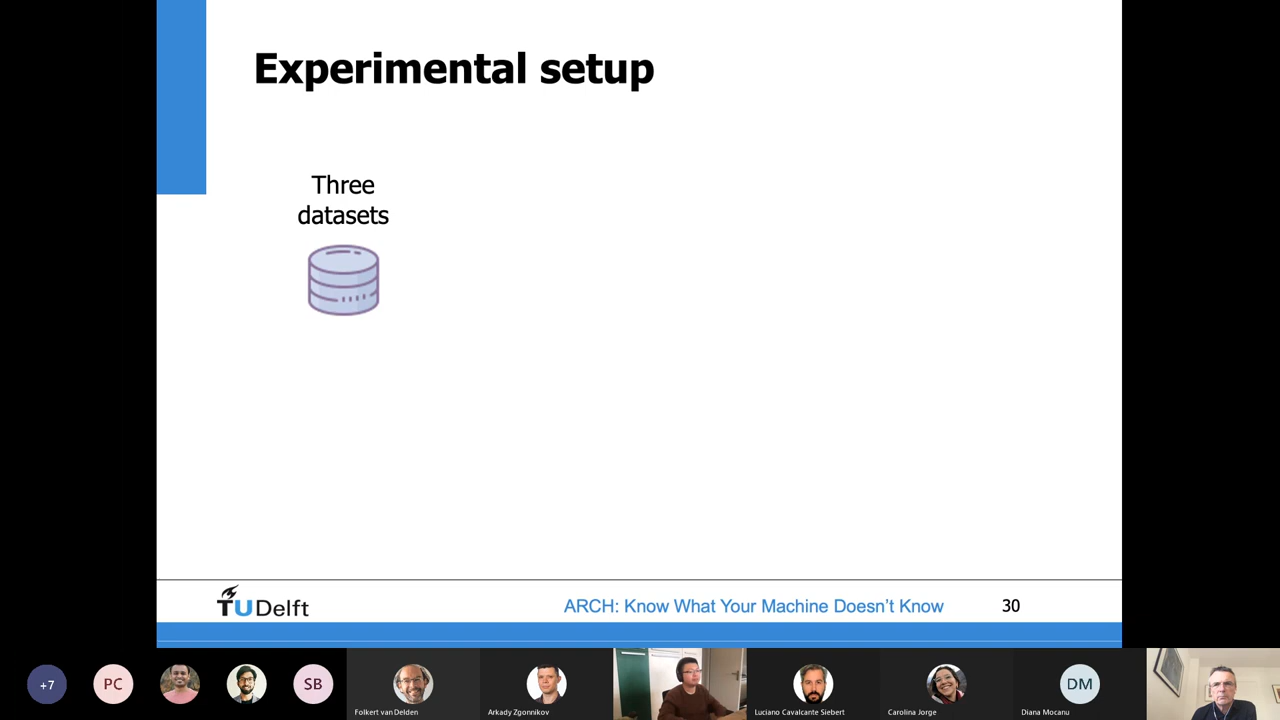 Experimental setup
Three
datasets
TUDelft
ARCH: Know What Your Machine Doesn't Know
30
+7
PC
SB
DM
Folkert van Delden
Arkady Zgonnikov
Luciano Cavalcante Siebert
Carolina Jorge
Diana Mocanu